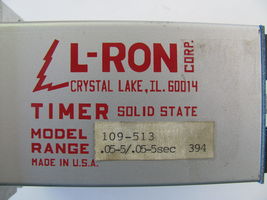 L-RON CORP.
CRYSTAL LAKE, IL. 60014
TIMER SOLID STATE
MODEL 109-513
RANGE .05-5/.05-5sec 394
MADE IN U.S.A.